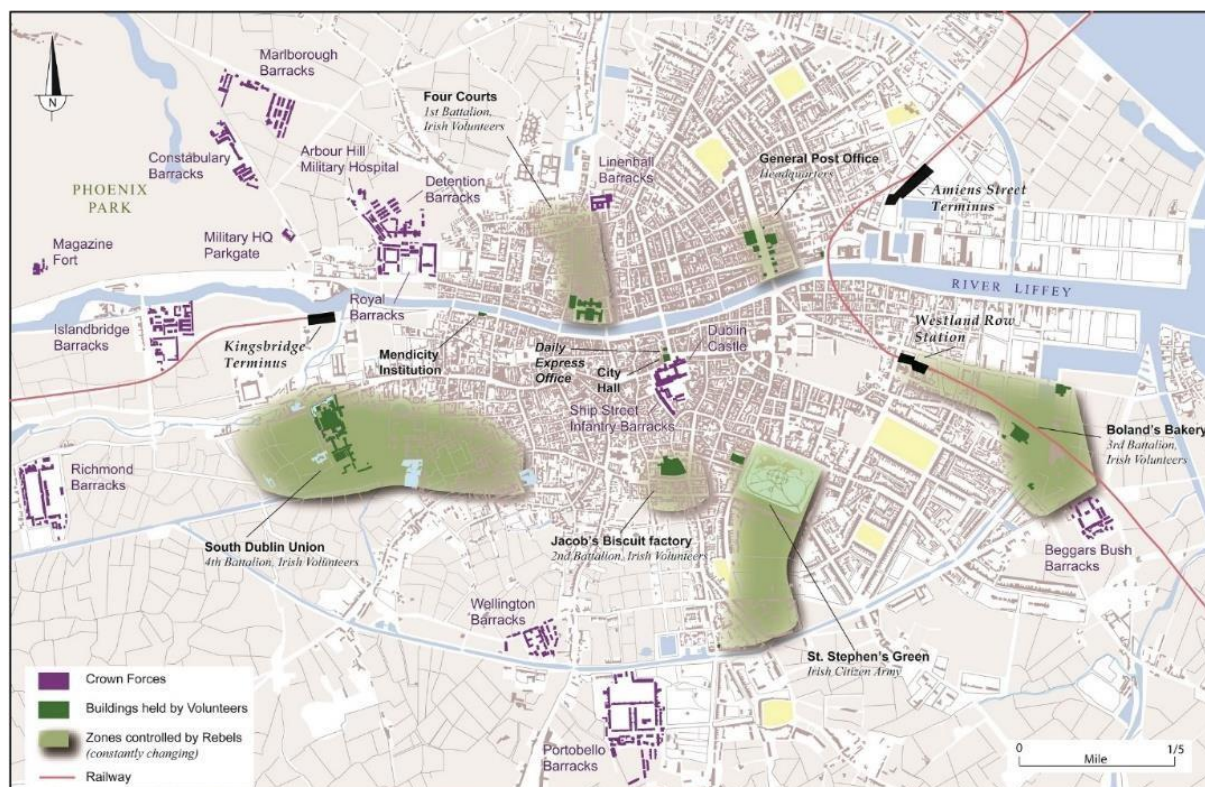 Marlborough
Barracks
Four Courts
1st Battalion,
Irish Volunteers
Constabulary
Barracks
Arbour Hill
Military Hospital
Detention
Barracks
Linenhall
Barracks
General Post Office
Headquarters
Amiens Street
Terminus
N
PHOENIX
PARK
Magazine
Fort
Military HQ
Parkgate
Royal
Barracks
RIVER LIFFEY
Islandbridge
Barracks
Kingsbridge
Terminus
Mendicity
Institution
Daily
Express
Office
City
Hall
Dublin
Castle
Westland Row
Station
Ship Street
Infantry Barracks
Boland's Bakery
3rd Battalion,
Irish Volunteers
Richmond
Barracks
South Dublin Union
4th Battalion, Irish Volunteers
Jacob's Biscuit factory
2nd Battalion, Irish Volunteers
Beggars Bush
Barracks
Wellington
Barracks
St. Stephen's Green
Irish Citizen Army
Portobello
Barracks
Crown Forces
Buildings held by Volunteers
Zones controlled by Rebels
(constantly changing)
Railway
0 1/5
Mile